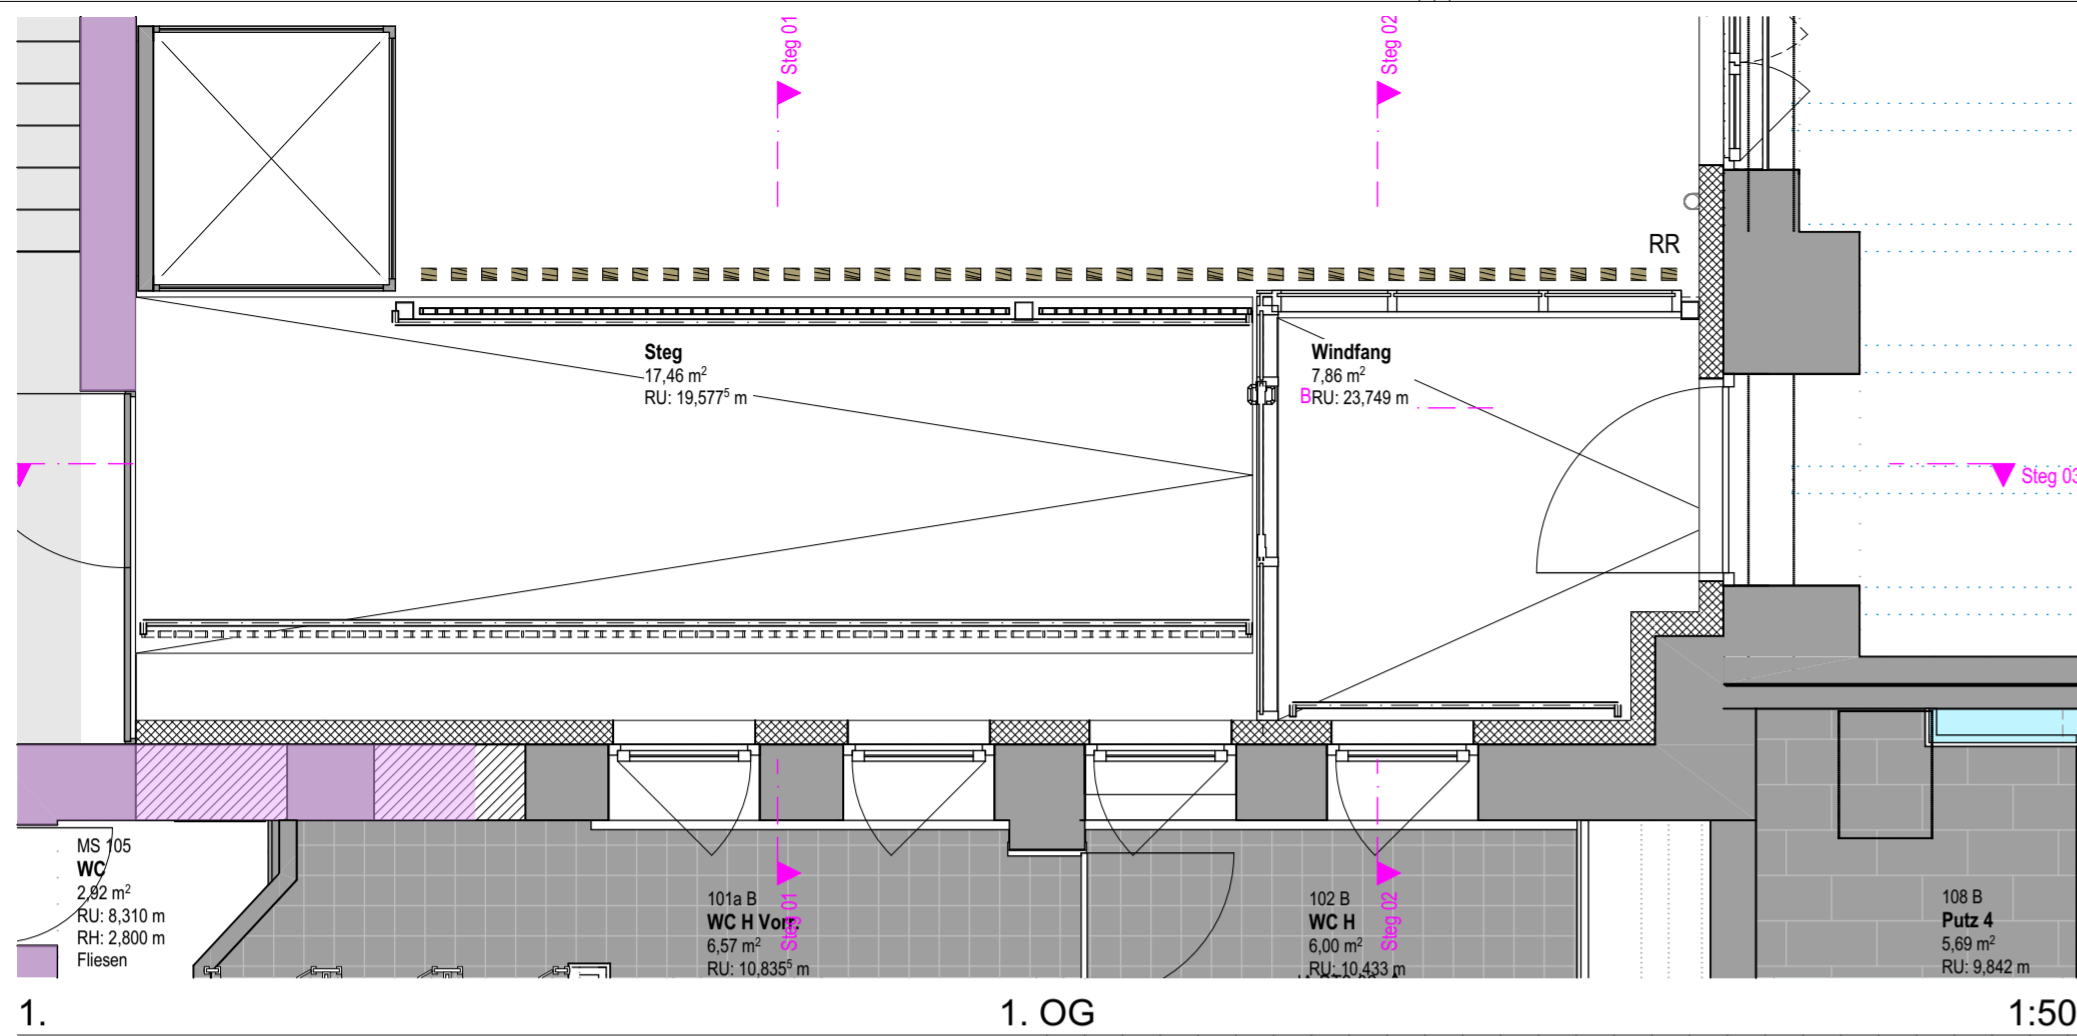 Steg 01
Steg 02
RR
Steg
17,46 m²
RU: 19,577⁵ m
Windfang
7,86 m²
BRU: 23,749 m
Steg 03
MS 105
WC
2,92 m²
RU: 8,310 m
RH: 2,800 m
Fliesen
101a B
WC H Vorr.
6,57 m²
RU: 10,835⁵ m
Steg 01
102 B
WC H
6,00 m²
RU: 10,433 m
Steg 02
108 B
Putz 4
5,69 m²
RU: 9,842 m
1.
1. OG
1:50